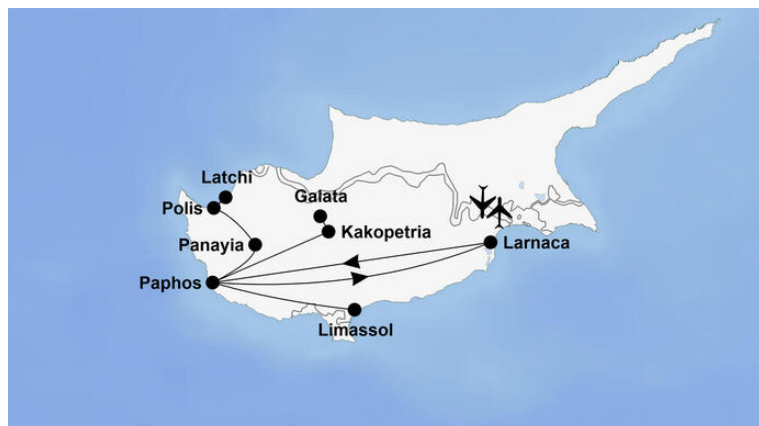 Latchi
Galata
Polis
Kakopetria
Panayia
Larnaca
Paphos
Limassol